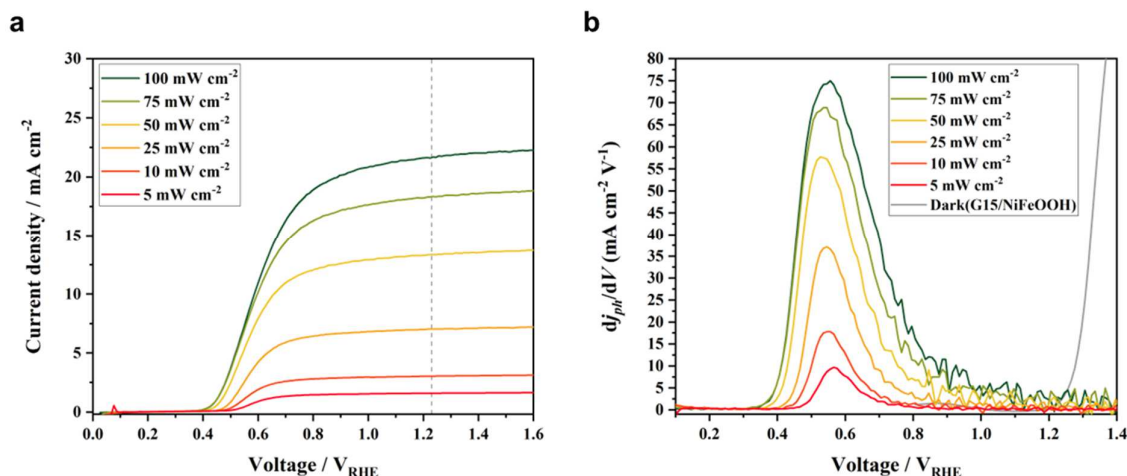 a
30
25
20
15
10
5
0
Current density / mA cm⁻²
100 mW cm⁻²
75 mW cm⁻²
50 mW cm⁻²
25 mW cm⁻²
10 mW cm⁻²
5 mW cm⁻²
0.0 0.2 0.4 0.6 0.8 1.0 1.2 1.4 1.6
Voltage / V_RHE
b
80
75
70
65
60
55
50
45
40
35
30
25
20
15
10
5
0
dj_ph/dV (mA cm⁻² V⁻¹)
100 mW cm⁻²
75 mW cm⁻²
50 mW cm⁻²
25 mW cm⁻²
10 mW cm⁻²
5 mW cm⁻²
Dark(G15/NiFeOOH)
0.2 0.4 0.6 0.8 1.0 1.2 1.4
Voltage / V_RHE